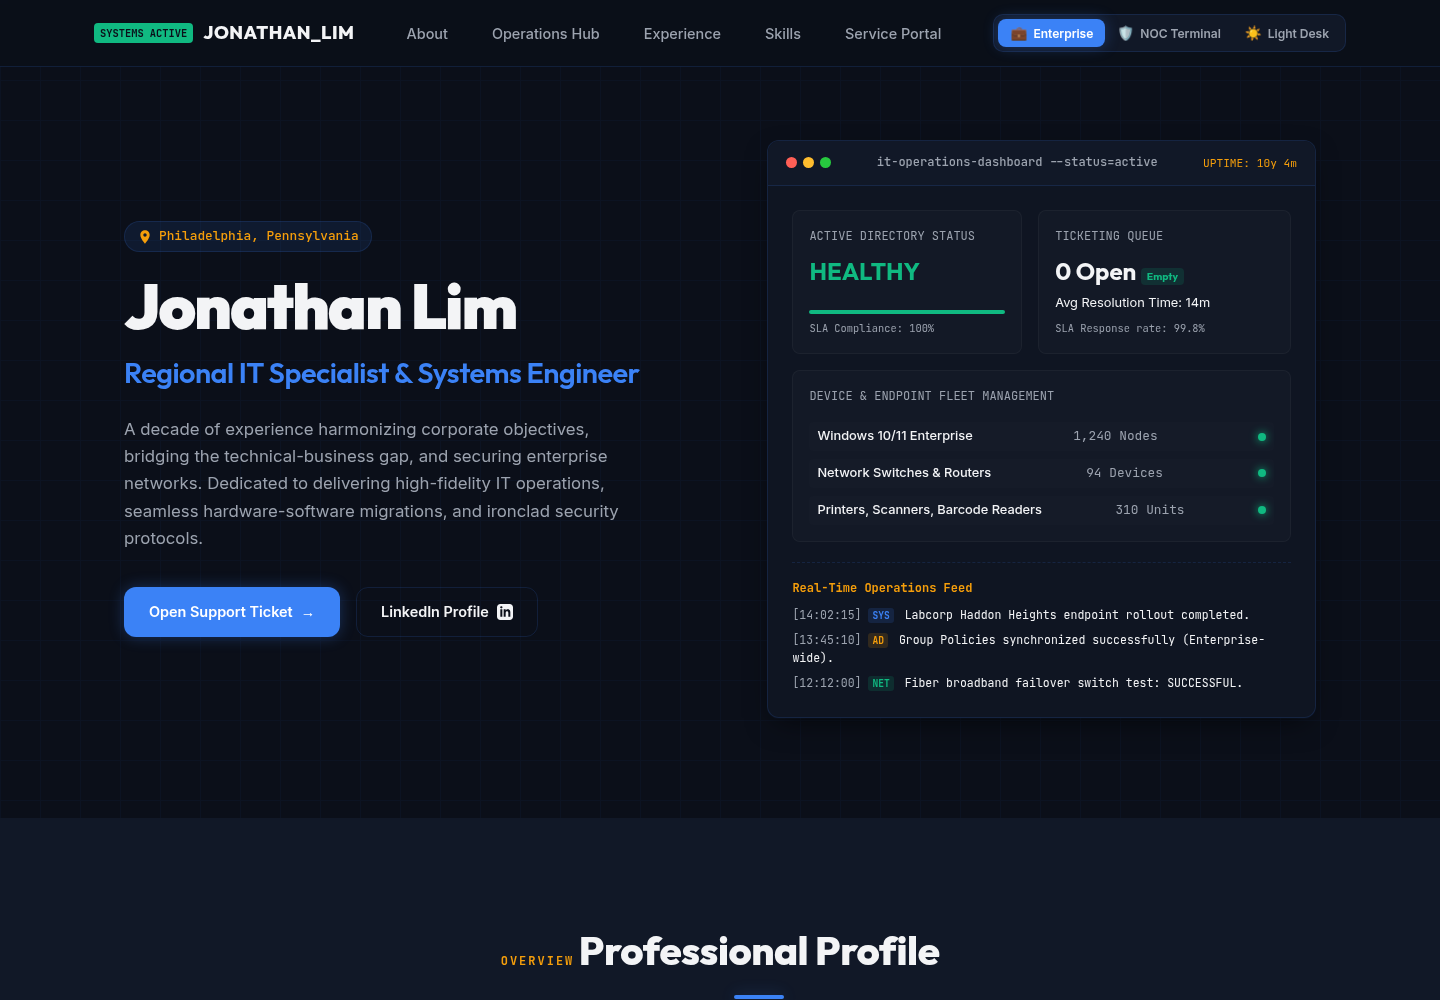 SYSTEMS ACTIVE JONATHAN_LIM About Operations Hub Experience Skills Service Portal 💼 Enterprise 🛡️ NOC Terminal ☀️ Light Desk
Philadelphia, Pennsylvania
Jonathan Lim
Regional IT Specialist & Systems Engineer
A decade of experience harmonizing corporate objectives,
bridging the technical-business gap, and securing enterprise
networks. Dedicated to delivering high-fidelity IT operations,
seamless hardware-software migrations, and ironclad security
protocols.
Open Support Ticket → LinkedIn Profile
it-operations-dashboard --status=active UPTIME: 10y 4m
ACTIVE DIRECTORY STATUS
HEALTHY
SLA Compliance: 100%
TICKETING QUEUE
0 Open Empty
Avg Resolution Time: 14m
SLA Response rate: 99.8%
DEVICE & ENDPOINT FLEET MANAGEMENT
Windows 10/11 Enterprise 1,240 Nodes
Network Switches & Routers 94 Devices
Printers, Scanners, Barcode Readers 310 Units
Real-Time Operations Feed
[14:02:15] SYS Labcorp Haddon Heights endpoint rollout completed.
[13:45:10] AD Group Policies synchronized successfully (Enterprise-
wide).
[12:12:00] NET Fiber broadband failover switch test: SUCCESSFUL.
OVERVIEW Professional Profile